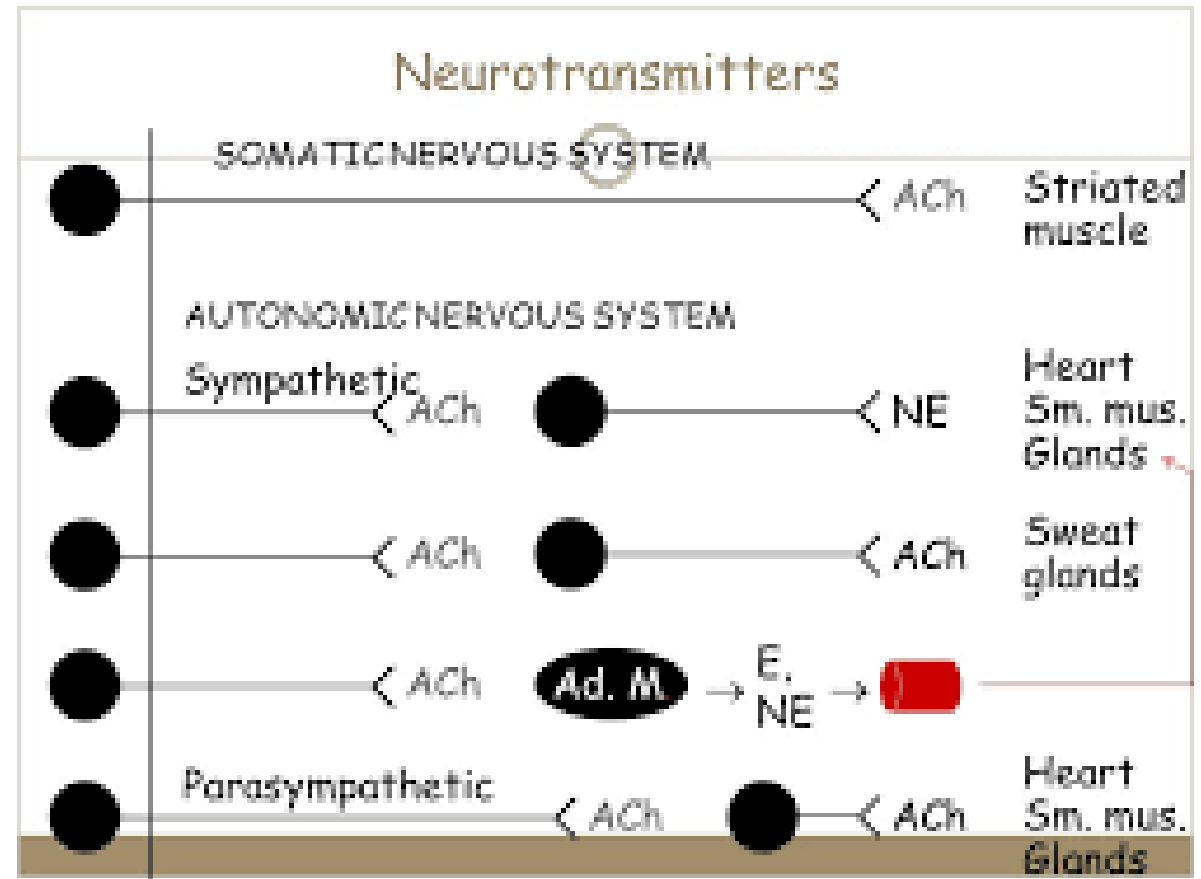 Neurotransmitters
SOMATIC NERVOUS SYSTEM
ACh
Striated
muscle
AUTONOMIC NERVOUS SYSTEM
Sympathetic
ACh
NE
Heart
Sm. mus.
Glands
ACh
ACh
Sweat
glands
ACh
Ad. M.
E.
NE
Parasympathetic
ACh
ACh
Heart
Sm. mus.
Glands